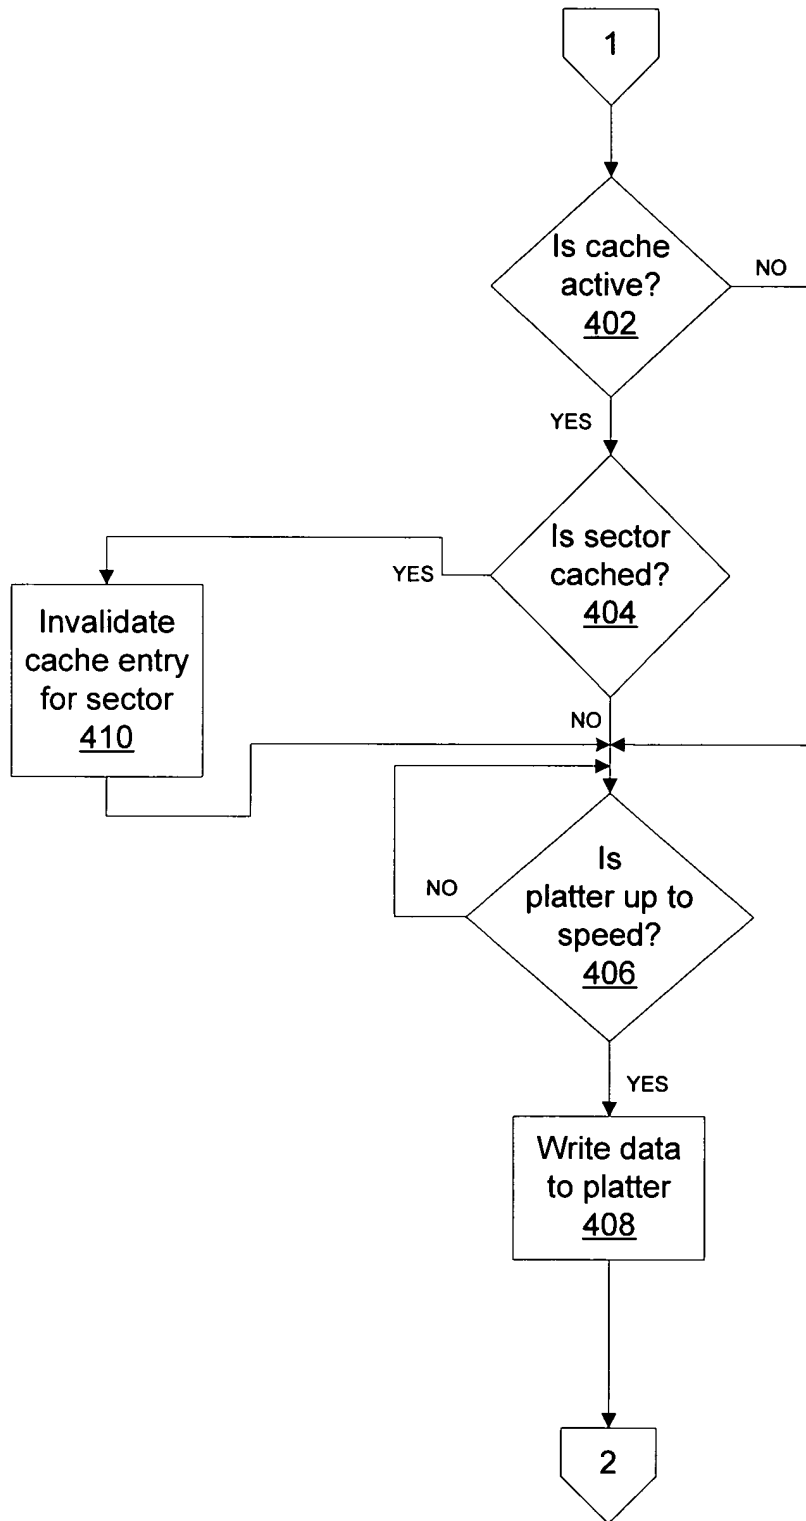 1
Is cache
active?
402
NO
YES
Is sector
cached?
404
YES
Invalidate
cache entry
for sector
410
NO
Is
platter up to
speed?
406
NO
YES
Write data
to platter
408
2